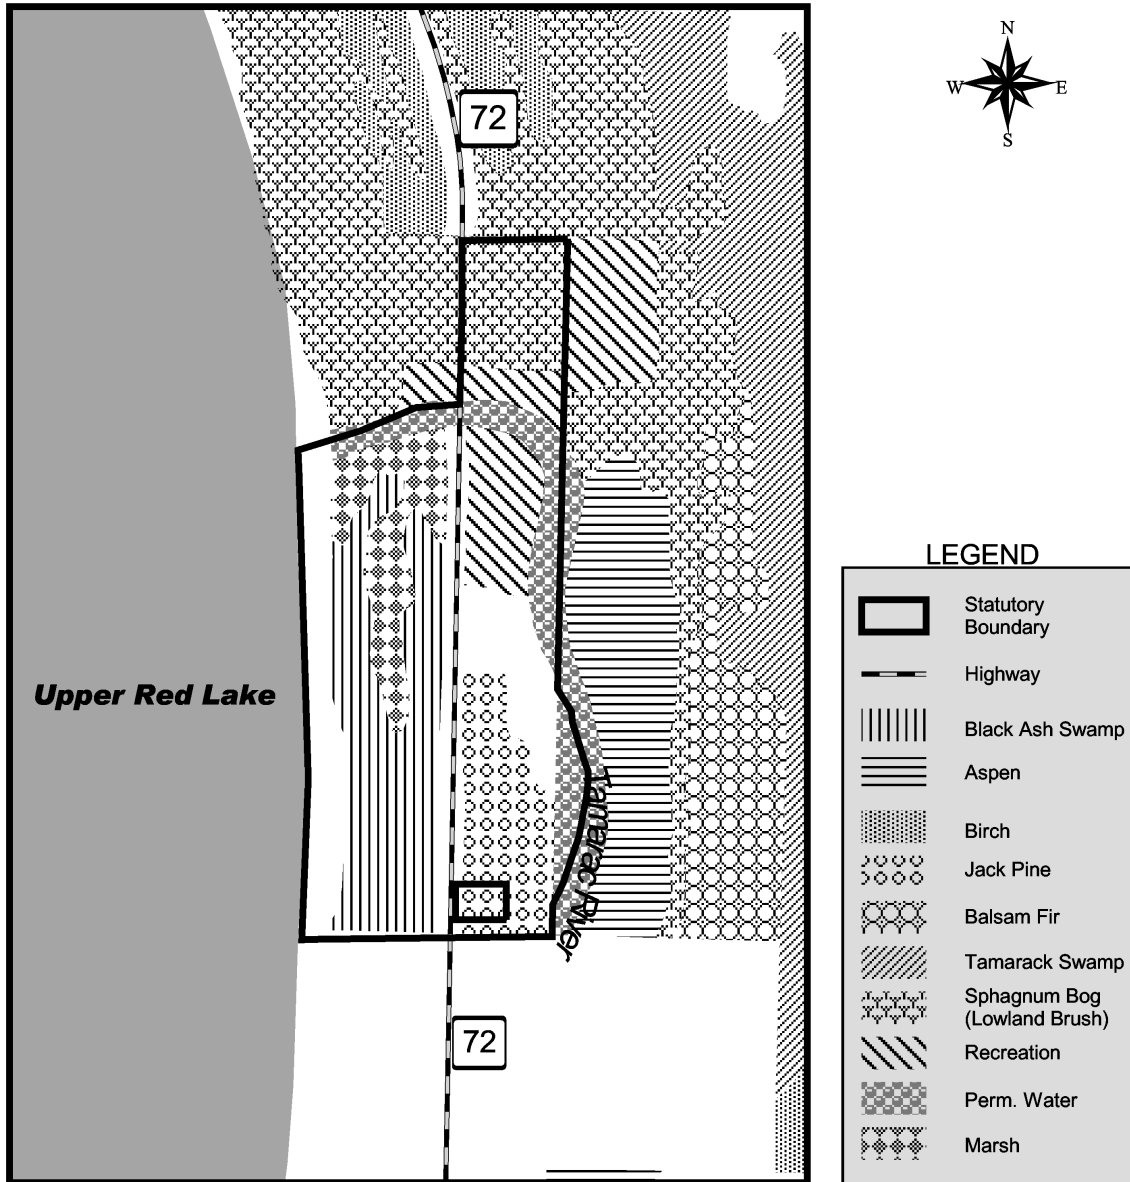 N
W
E
S
72
Upper Red Lake
Tamarac River
72
LEGEND
Statutory
Boundary
Highway
Black Ash Swamp
Aspen
Birch
Jack Pine
Balsam Fir
Tamarack Swamp
Sphagnum Bog
(Lowland Brush)
Recreation
Perm. Water
Marsh